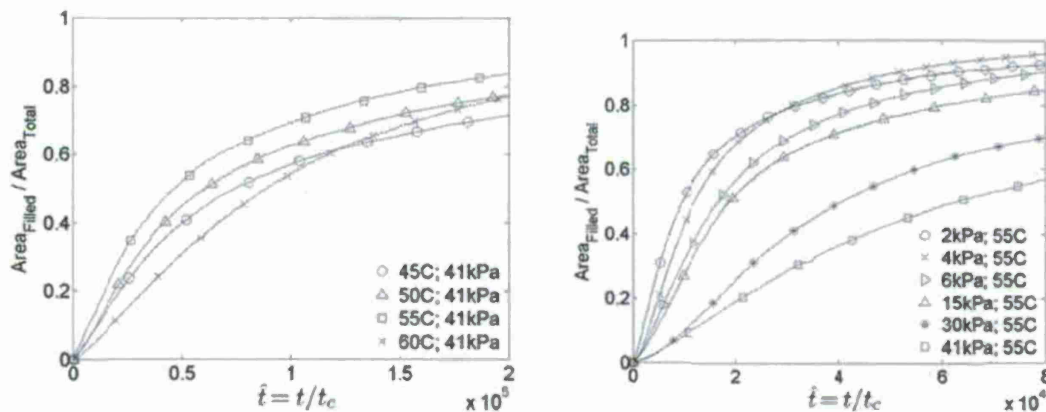 Area_Filled / Area_Total
1
0.8
0.6
0.4
0.2
0
45C; 41kPa
50C; 41kPa
55C; 41kPa
60C; 41kPa
0 0.5 1 1.5 2
t̂ = t/t_c
x 10^5
Area_Filled / Area_Total
1
0.8
0.6
0.4
0.2
0
2kPa; 55C
4kPa; 55C
6kPa; 55C
15kPa; 55C
30kPa; 55C
41kPa; 55C
0 2 4 6 8
t̂ = t/t_c
x 10^4